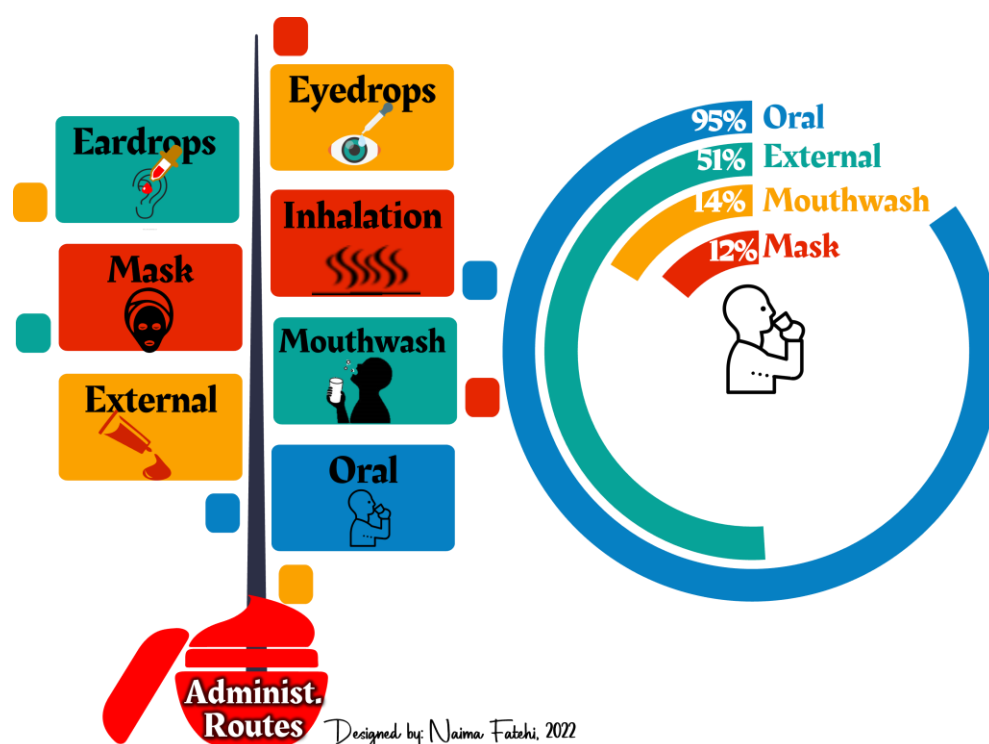 Eyedrops
Eardrops
Inhalation
Mask
Mouthwash
External
Oral
Administ.
Routes
Designed by: Naima Fatehi, 2022
95% Oral
51% External
14% Mouthwash
12% Mask